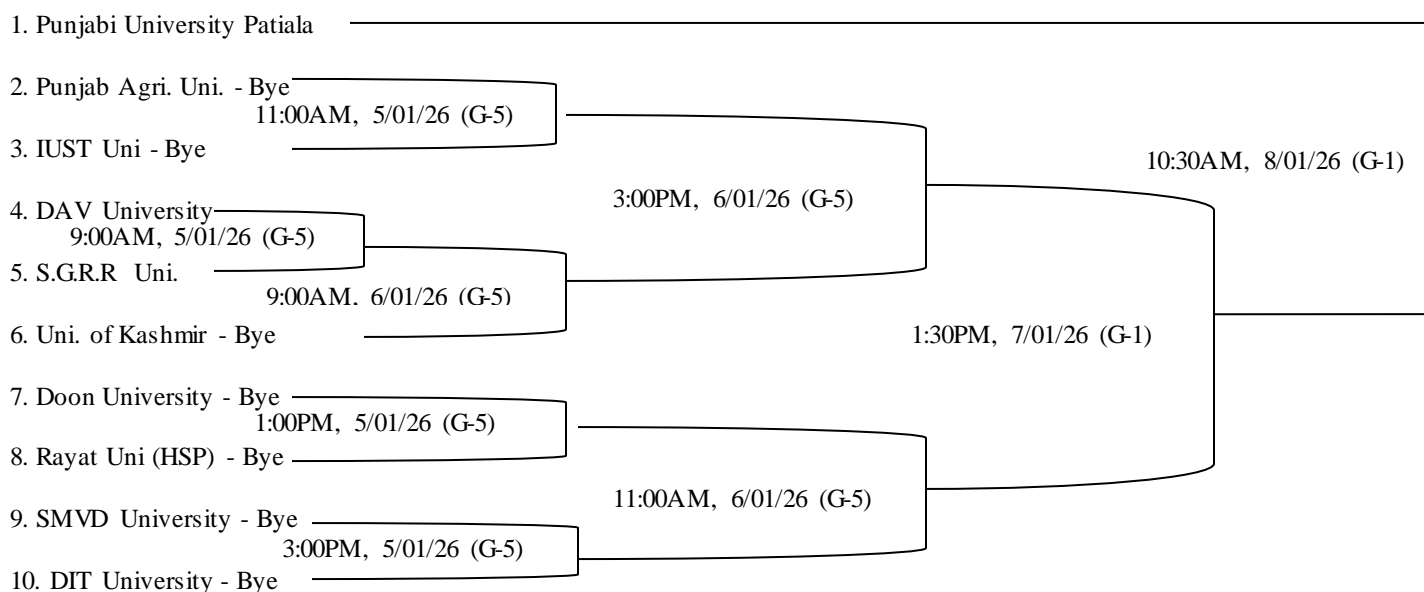 1. Punjabi University Patiala
2. Punjab Agri. Uni. - Bye
11:00AM, 5/01/26 (G-5)
3. IUST Uni - Bye
10:30AM, 8/01/26 (G-1)
3:00PM, 6/01/26 (G-5)
4. DAV University
9:00AM, 5/01/26 (G-5)
5. S.G.R.R Uni.
9:00AM, 6/01/26 (G-5)
6. Uni. of Kashmir - Bye
1:30PM, 7/01/26 (G-1)
7. Doon University - Bye
1:00PM, 5/01/26 (G-5)
8. Rayat Uni (HSP) - Bye
11:00AM, 6/01/26 (G-5)
9. SMVD University - Bye
3:00PM, 5/01/26 (G-5)
10. DIT University - Bye